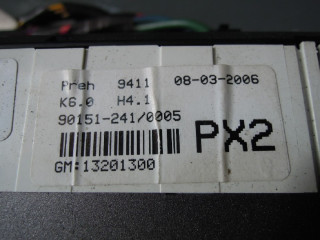 Preh 9411 08-03-2006
K6.0 H4.1
90151-241/0005
PX2
GM:13201300